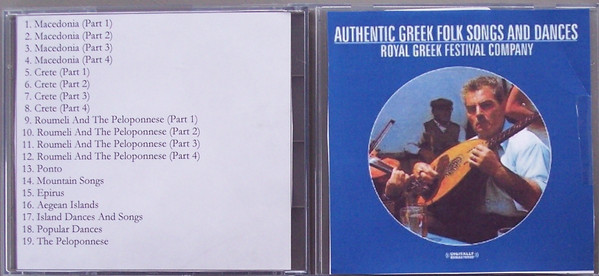 1. Macedonia (Part 1)
2. Macedonia (Part 2)
3. Macedonia (Part 3)
4. Macedonia (Part 4)
5. Crete (Part 1)
6. Crete (Part 2)
7. Crete (Part 3)
8. Crete (Part 4)
9. Roumeli And The Peloponnese (Part 1)
10. Roumeli And The Peloponnese (Part 2)
11. Roumeli And The Peloponnese (Part 3)
12. Roumeli And The Peloponnese (Part 4)
13. Ponto
14. Mountain Songs
15. Epirus
16. Aegean Islands
17. Island Dances And Songs
18. Popular Dances
19. The Peloponnese
AUTHENTIC GREEK FOLK SONGS AND DANCES
ROYAL GREEK FESTIVAL COMPANY
DIGITALLY
REMASTERED